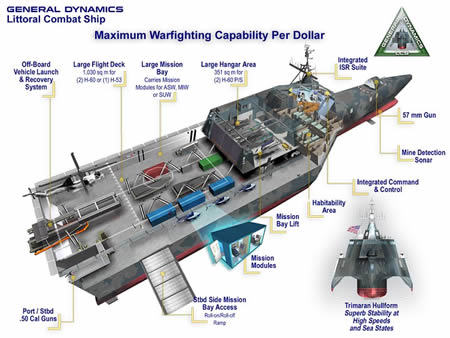 GENERAL DYNAMICS
Littoral Combat Ship
Maximum Warfighting Capability Per Dollar
Off-Board
Vehicle Launch
& Recovery
System
Large Flight Deck
1,030 sq m for
(2) H-60 or (1) H-53
Large Mission
Bay
Carries Mission
Modules for ASW, MIW
or SUW
Large Hangar Area
351 sq m for
(2) H-60 P/S
Integrated
ISR Suite
57 mm Gun
Mine Detection
Sonar
Integrated Command
& Control
Habitability
Area
Mission
Bay Lift
Mission
Modules
Stbd Side Mission
Bay Access
Roll-on/Roll-off
Ramp
Port / Stbd
.50 Cal Guns
Trimaran Hullform
Superb Stability at
High Speeds
and Sea States